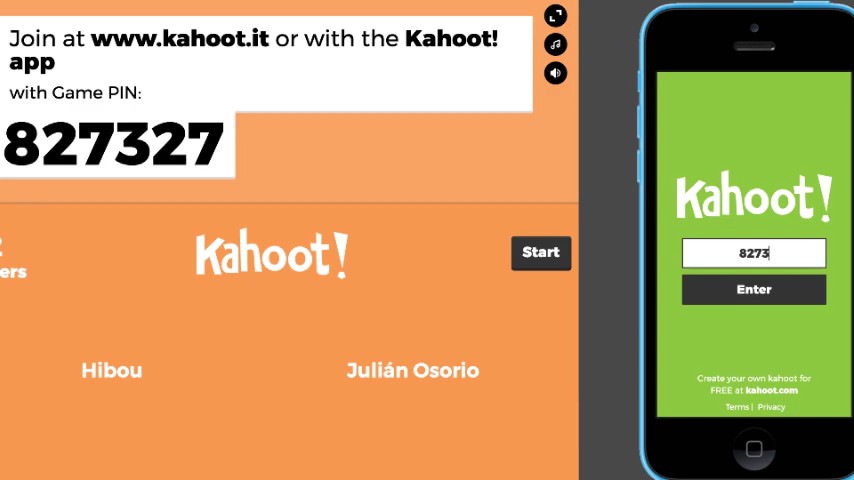 Join at www.kahoot.it or with the Kahoot!
app
with Game PIN:
827327
ers
Kahoot!
Start
Hibou
Julián Osorio
Kahoot!
8273
Enter
Create your own kahoot for
FREE at kahoot.com
Terms | Privacy